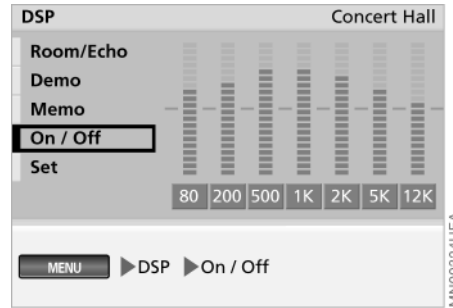 DSP Concert Hall
Room/Echo
Demo
Memo
On / Off
Set
80 200 500 1K 2K 5K 12K
MENU DSP On / Off